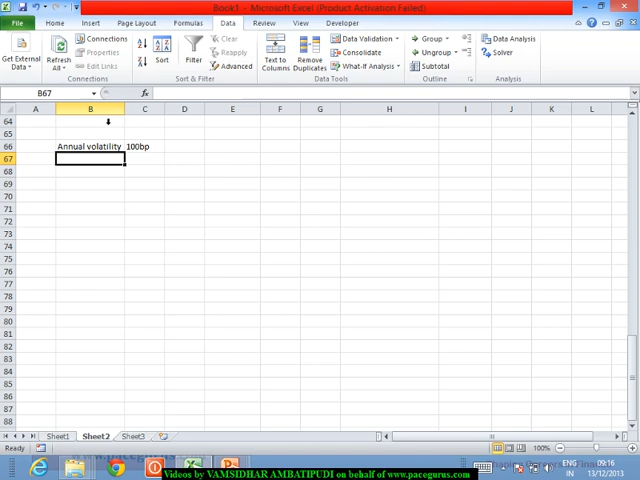 Book1 - Microsoft Excel (Product Activation Failed)
File Home Insert Page Layout Formulas Data Review View Developer
Get External Data
Refresh All
Connections
Properties
Edit Links
Connections
Sort
Filter
Clear
Reapply
Advanced
Sort & Filter
Text to Columns
Remove Duplicates
Data Validation
Consolidate
What-If Analysis
Data Tools
Group
Ungroup
Subtotal
Outline
Data Analysis
Solver
Analysis
B67 fx
A B C D E F G H I J K L
64
65
66 Annual volatility 100bp
67
68
69
70
71
72
73
74
75
76
77
78
79
80
81
82
83
84
85
86
87
88
Sheet1 Sheet2 Sheet3
Ready 100%
www.pacegurus.com
ENG 09:16
IN 13/12/2013
Videos by VAMSIDHAR AMBATIPUDI on behalf of www.pacegurus.com